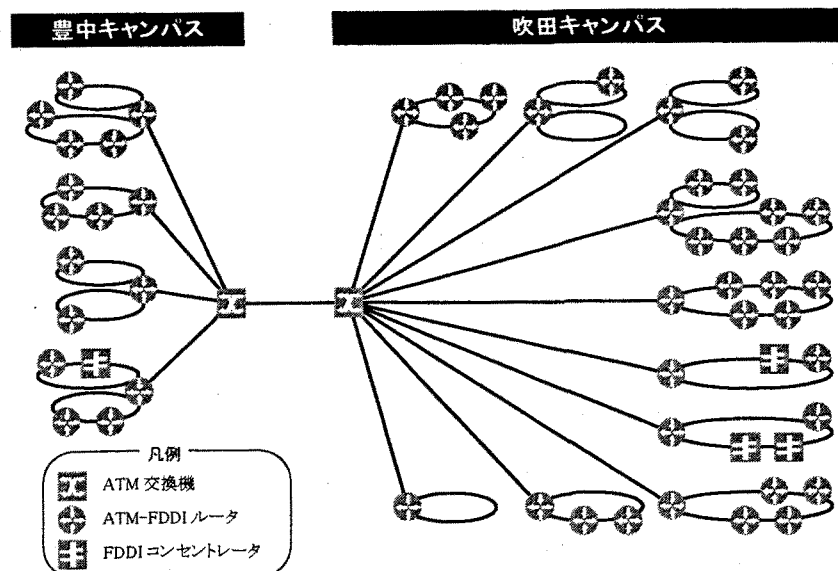 豊中キャンパス
吹田キャンパス
凡例
ATM 交換機
ATM-FDDI ルータ
FDDI コンセントレータ